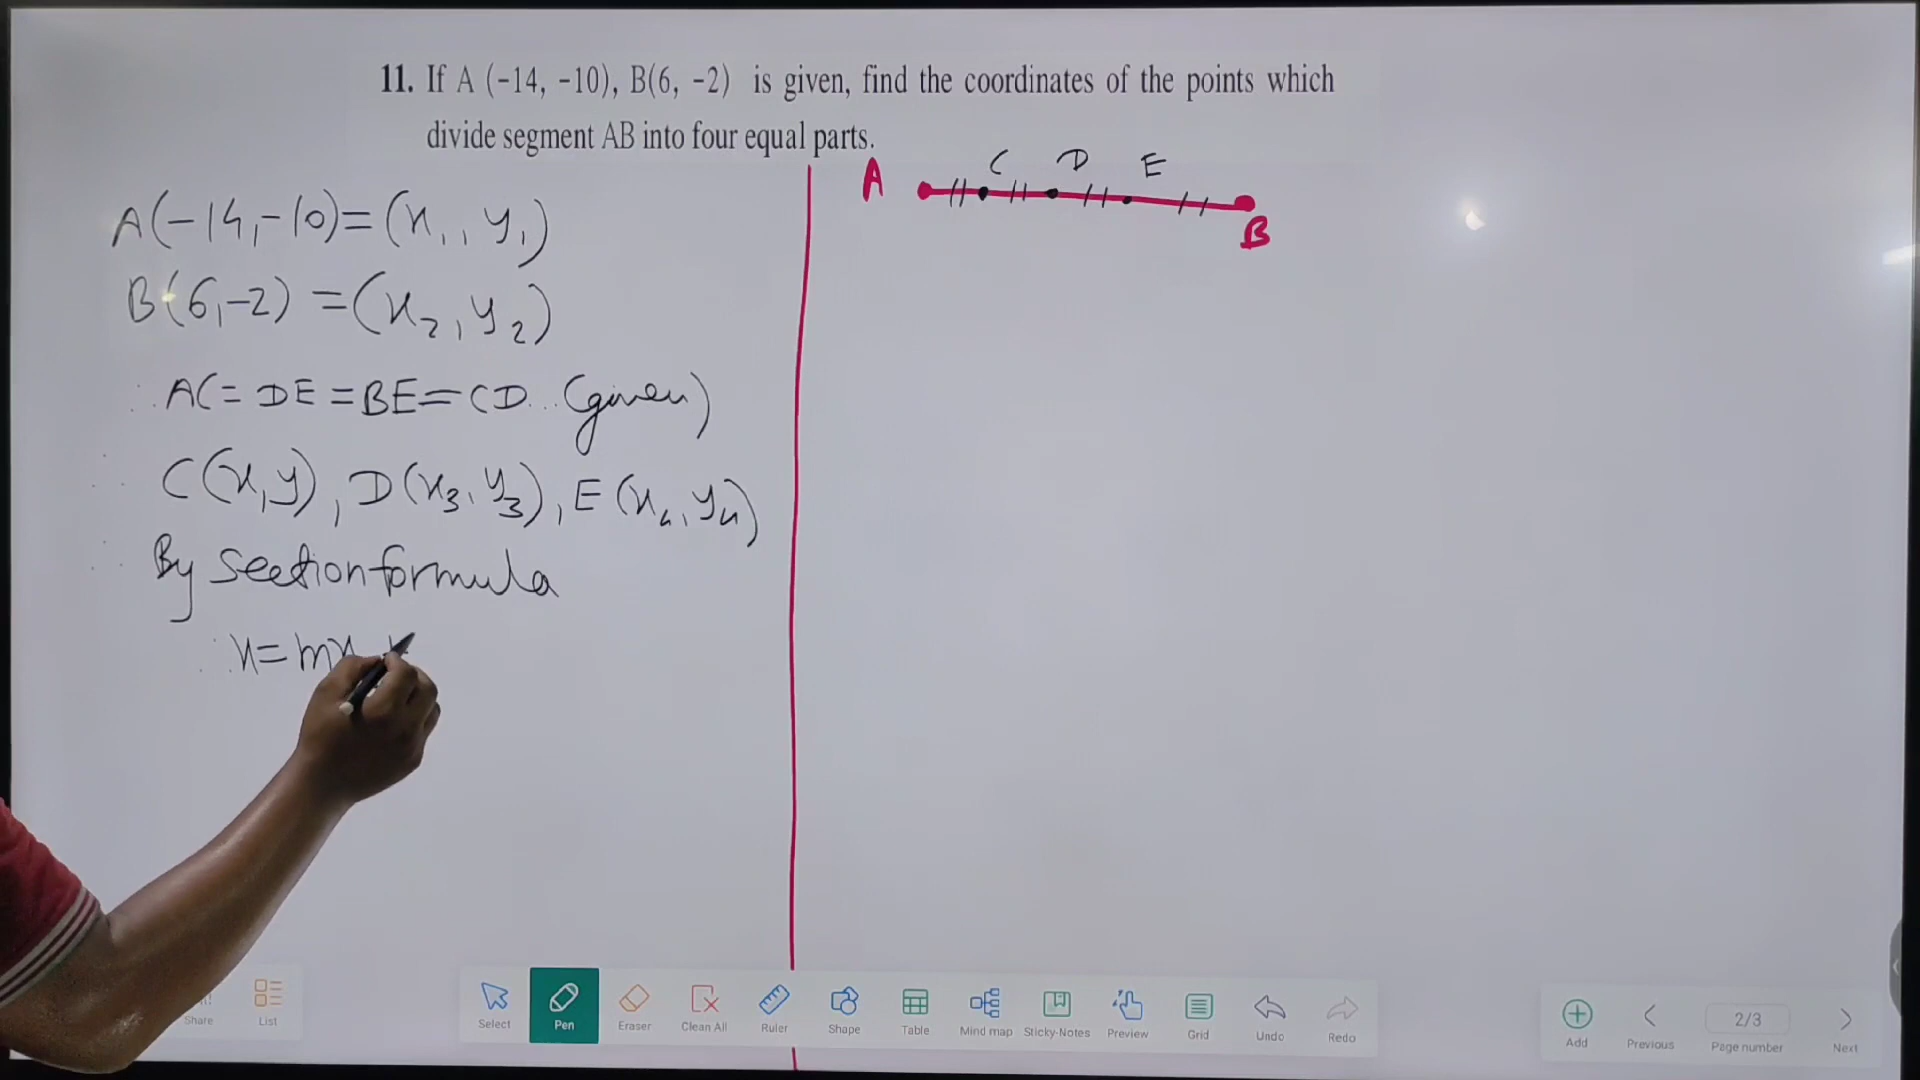 11. If A (-14, -10), B(6, -2) is given, find the coordinates of the points which
divide segment AB into four equal parts.
A C D E
B
A(-14,-10)=(x₁, y₁)
B(6,-2) =(x₂, y₂)
AC= DE =BE= CD...(given)
C(x,y), D(x₃, y₃), E(x₄, y₄)
By section formula
x=mx
Share
List
Select
Pen
Eraser
Clean All
Ruler
Shape
Table
Mind map
Sticky-Notes
Preview
Grid
Undo
Redo
Add
Previous
2/3
Page number
Next